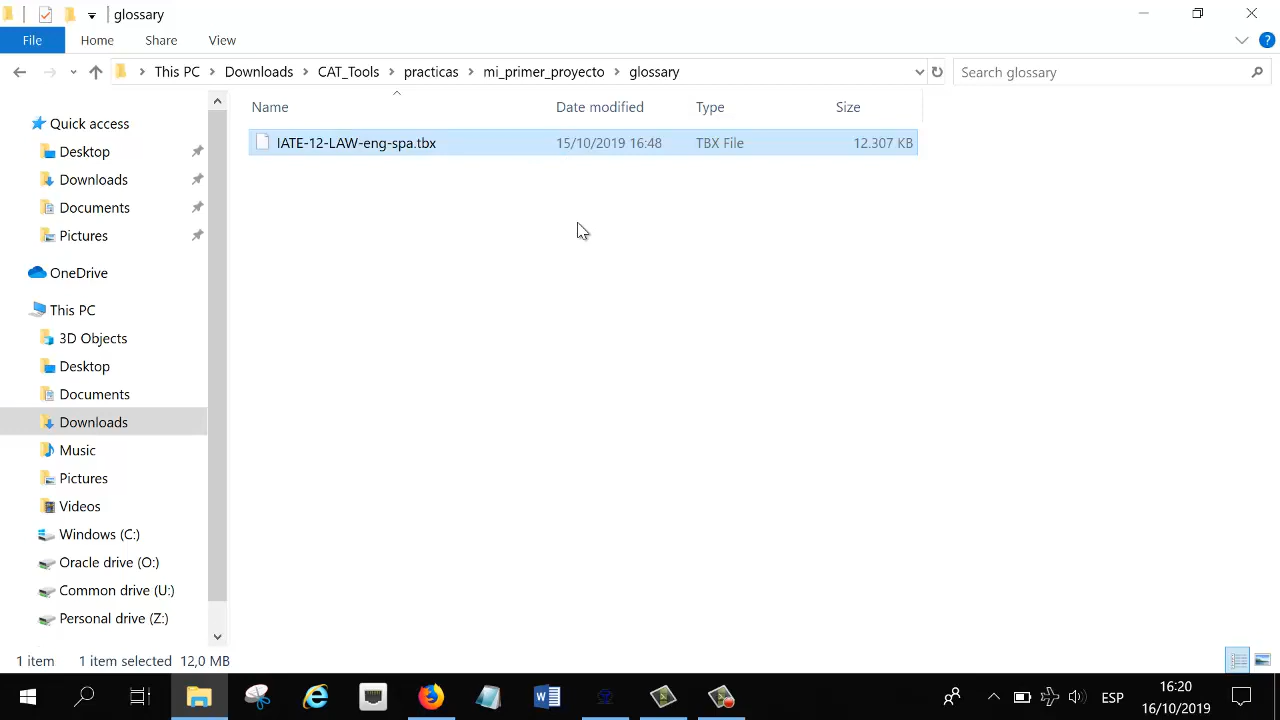 glossary
File Home Share View
This PC Downloads CAT_Tools practicas mi_primer_proyecto glossary Search glossary
Name Date modified Type Size
IATE-12-LAW-eng-spa.tbx 15/10/2019 16:48 TBX File 12.307 KB
Quick access
Desktop
Downloads
Documents
Pictures
OneDrive
This PC
3D Objects
Desktop
Documents
Downloads
Music
Pictures
Videos
Windows (C:)
Oracle drive (O:)
Common drive (U:)
Personal drive (Z:)
1 item 1 item selected 12,0 MB
ESP
16:20
16/10/2019